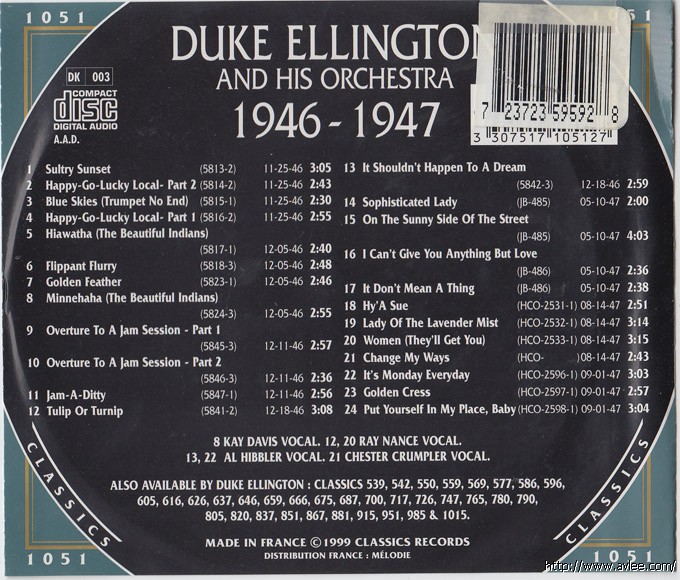 1051
1051
DK 003
COMPACT
disc
DIGITAL AUDIO
A.A.D.
DUKE ELLINGTON
AND HIS ORCHESTRA
1946 - 1947
7 23723 59592 8
3 307517 105127
1 Sultry Sunset (5813-2) 11-25-46 3:05
2 Happy-Go-Lucky Local- Part 2 (5814-2) 11-25-46 2:43
3 Blue Skies (Trumpet No End) (5815-1) 11-25-46 2:30
4 Happy-Go-Lucky Local- Part 1 (5816-2) 11-25-46 2:55
5 Hiawatha (The Beautiful Indians)
(5817-1) 12-05-46 2:40
6 Flippant Flurry (5818-3) 12-05-46 2:48
7 Golden Feather (5823-1) 12-05-46 2:46
8 Minnehaha (The Beautiful Indians)
(5824-3) 12-05-46 2:55
9 Overture To A Jam Session - Part 1
(5845-3) 12-11-46 2:57
10 Overture To A Jam Session - Part 2
(5846-3) 12-11-46 2:36
11 Jam-A-Ditty (5847-1) 12-11-46 2:56
12 Tulip Or Turnip (5841-2) 12-18-46 3:08
13 It Shouldn't Happen To A Dream
(5842-3) 12-18-46 2:59
14 Sophisticated Lady (JB-485) 05-10-47 2:00
15 On The Sunny Side Of The Street
(JB-485) 05-10-47 4:03
16 I Can't Give You Anything But Love
(JB-486) 05-10-47 2:36
17 It Don't Mean A Thing (JB-486) 05-10-47 2:38
18 Hy'A Sue (HCO-2531-1) 08-14-47 2:51
19 Lady Of The Lavender Mist (HCO-2532-1) 08-14-47 3:14
20 Women (They'll Get You) (HCO-2533-1) 08-14-47 3:15
21 Change My Ways (HCO- ) 08-14-47 2:43
22 It's Monday Everyday (HCO-2596-1) 09-01-47 3:03
23 Golden Cress (HCO-2597-1) 09-01-47 2:57
24 Put Yourself In My Place, Baby (HCO-2598-1) 09-01-47 3:04
8 KAY DAVIS VOCAL. 12, 20 RAY NANCE VOCAL.
13, 22 AL HIBBLER VOCAL. 21 CHESTER CRUMPLER VOCAL.
ALSO AVAILABLE BY DUKE ELLINGTON : CLASSICS 539, 542, 550, 559, 569, 577, 586, 596,
605, 616, 626, 637, 646, 659, 666, 675, 687, 700, 717, 726, 747, 765, 780, 790,
805, 820, 837, 851, 867, 881, 915, 951, 985 & 1015.
MADE IN FRANCE ©1999 CLASSICS RECORDS
DISTRIBUTION FRANCE : MÉLODIE
CLASSICS
CLASSICS
1051
1051
http://www.avlee.com/